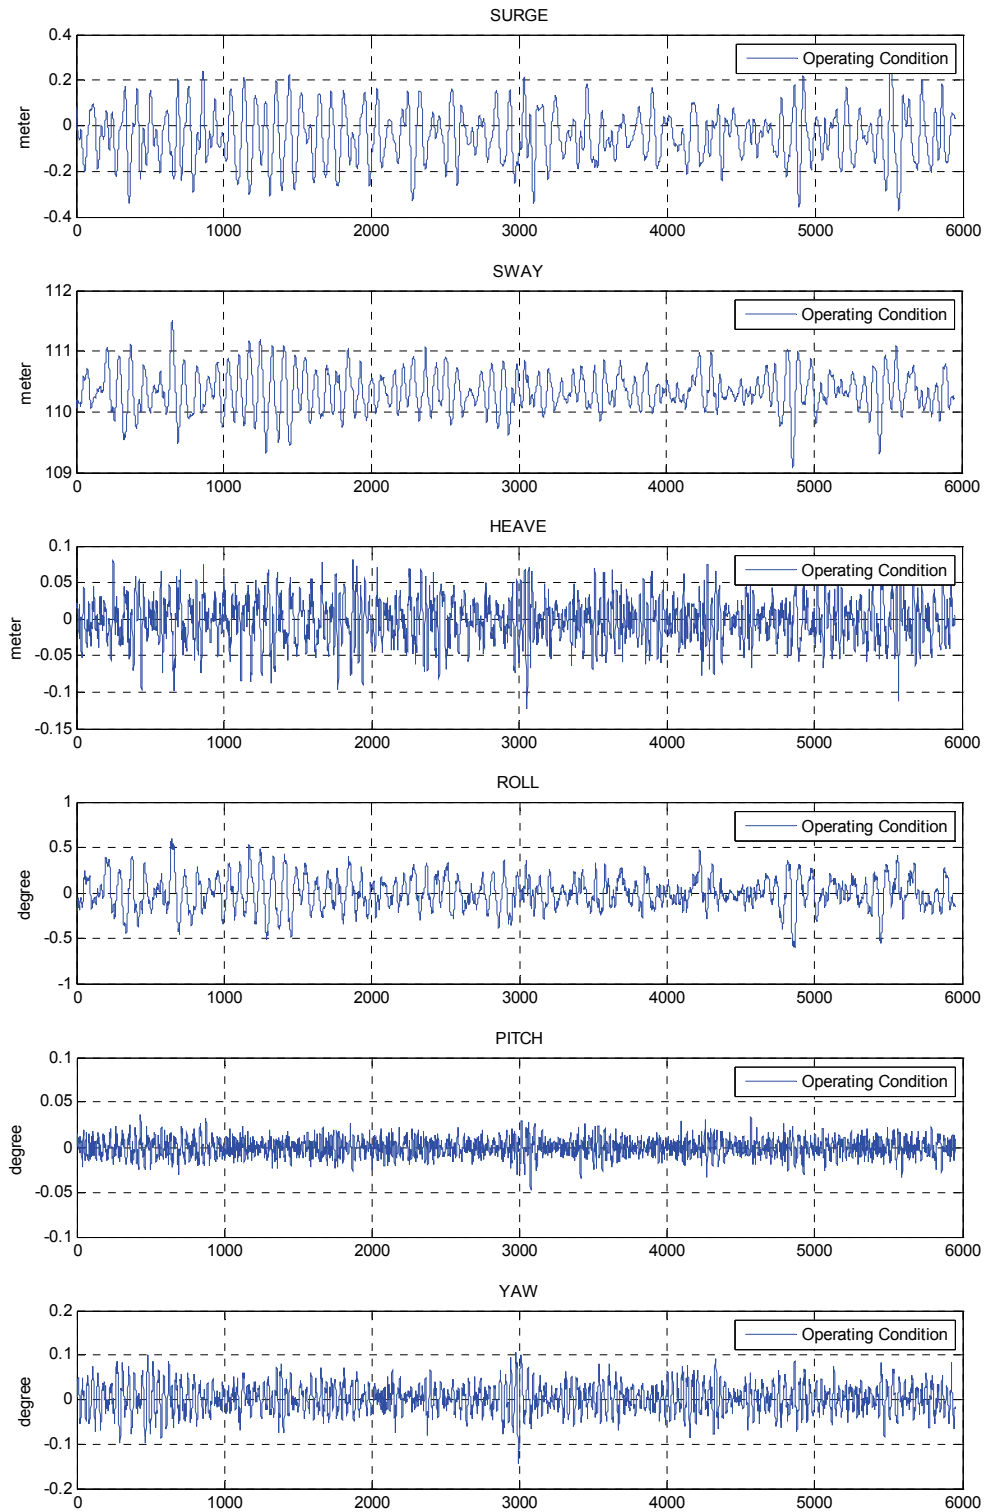 SURGE
0.4
0.2
0
-0.2
-0.4
meter
Operating Condition
0 1000 2000 3000 4000 5000 6000
SWAY
112
111
110
109
meter
Operating Condition
0 1000 2000 3000 4000 5000 6000
HEAVE
0.1
0.05
0
-0.05
-0.1
-0.15
meter
Operating Condition
0 1000 2000 3000 4000 5000 6000
ROLL
1
0.5
0
-0.5
-1
degree
Operating Condition
0 1000 2000 3000 4000 5000 6000
PITCH
0.1
0.05
0
-0.05
-0.1
degree
Operating Condition
0 1000 2000 3000 4000 5000 6000
YAW
0.2
0.1
0
-0.1
-0.2
degree
Operating Condition
0 1000 2000 3000 4000 5000 6000